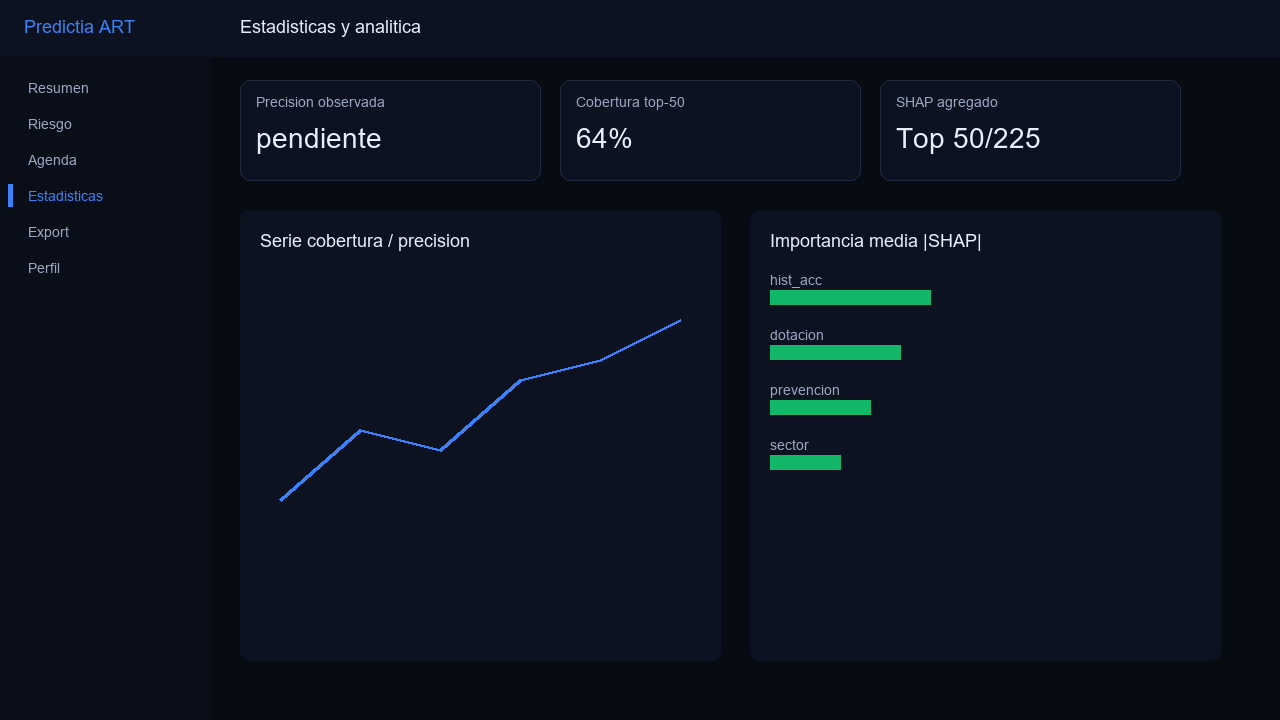 Predictia ART
Estadisticas y analitica
Resumen
Riesgo
Agenda
Estadisticas
Export
Perfil
Precision observada
pendiente
Cobertura top-50
64%
SHAP agregado
Top 50/225
Serie cobertura / precision
Importancia media |SHAP|
hist_acc
dotacion
prevencion
sector